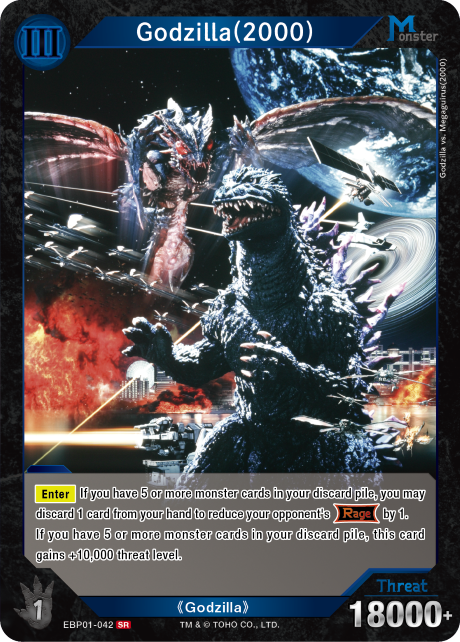 III
Godzilla(2000)
Monster
Godzilla vs. Megaguirus(2000)
Enter If you have 5 or more monster cards in your discard pile, you may
discard 1 card from your hand to reduce your opponent's Rage by 1.
If you have 5 or more monster cards in your discard pile, this card
gains +10,000 threat level.
1
《Godzilla》
Threat
18000+
EBP01-042 SR
TM & © TOHO CO., LTD.